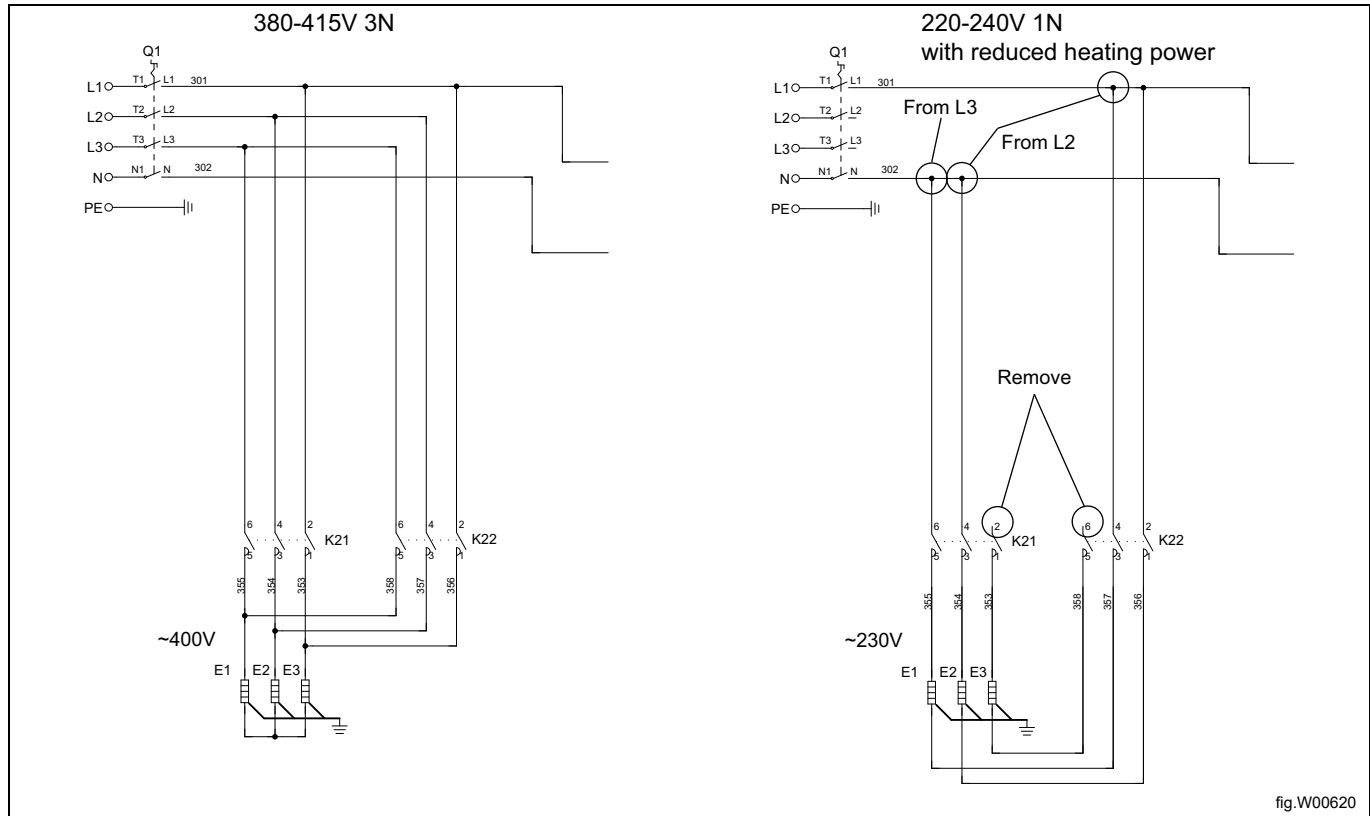 380-415V 3N
Q1
L1 T1 L1 301
L2 T2 L2
L3 T3 L3
N N1 N 302
PE
6 4 2 K21 6 4 2 K22
5 3 1 5 3 1
355 354 353 358 357 356
~400V
E1 E2 E3
220-240V 1N
with reduced heating power
Q1
L1 T1 L1 301
From L3
L2 T2 L2
From L2
L3 T3 L3
N N1 N 302
PE
Remove
6 4 2 K21 6 4 2 K22
5 3 1 5 3 1
355 354 353 358 357 356
~230V
E1 E2 E3
fig.W00620